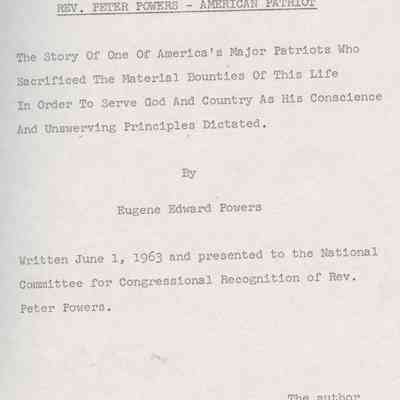 REV. PETER POWERS - AMERICAN PATRIOT
The Story Of One Of America's Major Patriots Who
Sacrificed The Material Bounties Of This Life
In Order To Serve God And Country As His Conscience
And Unswerving Principles Dictated.
By
Eugene Edward Powers
Written June 1, 1963 and presented to the National
Committee for Congressional Recognition of Rev.
Peter Powers.
The author